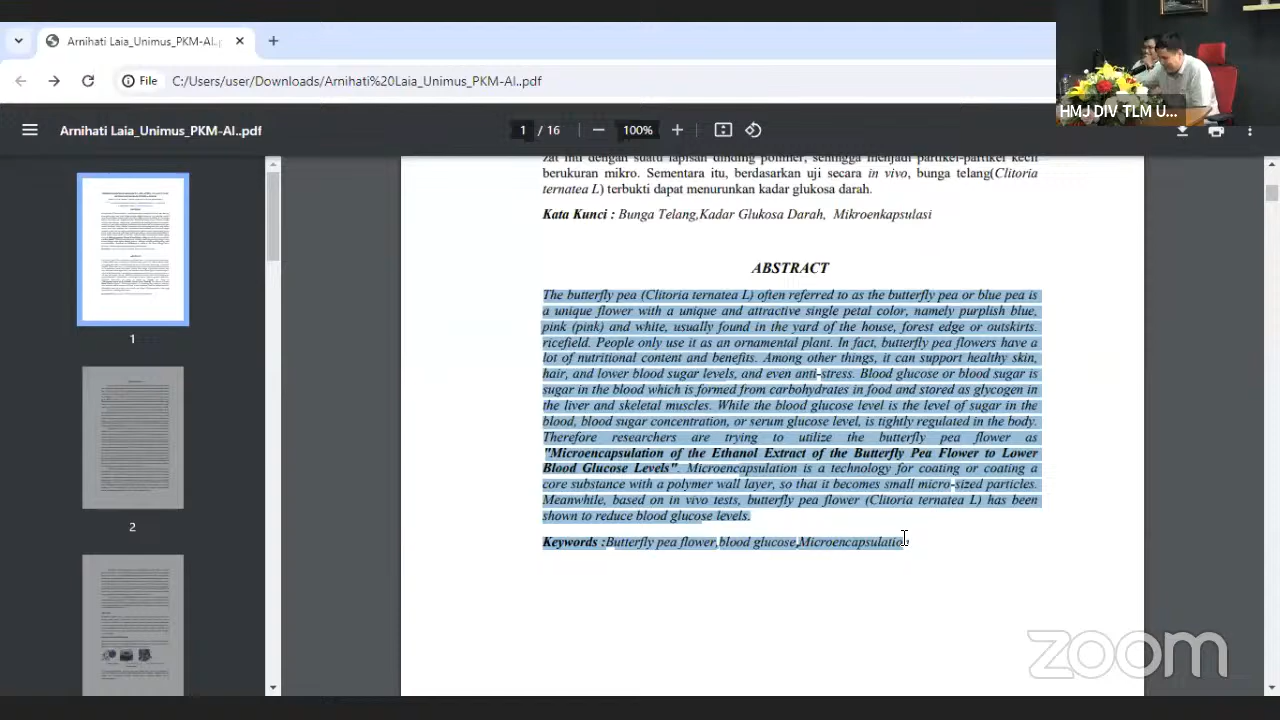 Arnihati Laia_Unimus_PKM-AI.
File C:/Users/user/Downloads/Arnihati%20Laia_Unimus_PKM-AI..pdf
HMJ DIV TLM U...
Arnihati Laia_Unimus_PKM-AI..pdf
1 / 16
100%
zat inti dengan suatu lapisan dinding polimer, sehingga menjadi partikel-partikel kecil
berukuran mikro. Sementara itu, berdasarkan uji secara in vivo, bunga telang(Clitoria
ternatea L) terbukti dapat menurunkan kadar glukosa darah.
Kata Kunci : Bunga Telang,Kadar Glukosa Darah, Mikroenkapsulasi
ABSTRACT
The butterfly pea (Clitoria ternatea L) often referred to as the butterfly pea or blue pea is
a unique flower with a unique and attractive single petal color, namely purplish blue,
pink (pink) and white, usually found in the yard of the house, forest edge or outskirts.
ricefield. People only use it as an ornamental plant. In fact, butterfly pea flowers have a
lot of nutritional content and benefits. Among other things, it can support healthy skin,
hair, and lower blood sugar levels, and even anti-stress. Blood glucose or blood sugar is
sugar in the blood which is formed from carbohydrates in food and stored as glycogen in
the liver and skeletal muscles. While the blood glucose level is the level of sugar in the
blood, blood sugar concentration, or serum glucose level, is tightly regulated in the body.
Therefore researchers are trying to utilize the butterfly pea flower as
"Microencapsulation of the Ethanol Extract of the Butterfly Pea Flower to Lower
Blood Glucose Levels". Microencapsulation is a technology for coating or coating a
core substance with a polymer wall layer, so that it becomes small micro-sized particles.
Meanwhile, based on in vivo tests, butterfly pea flower (Clitoria ternatea L) has been
shown to reduce blood glucose levels.
Keywords :Butterfly pea flower,blood glucose,Microencapsulatio
1
2
zoom